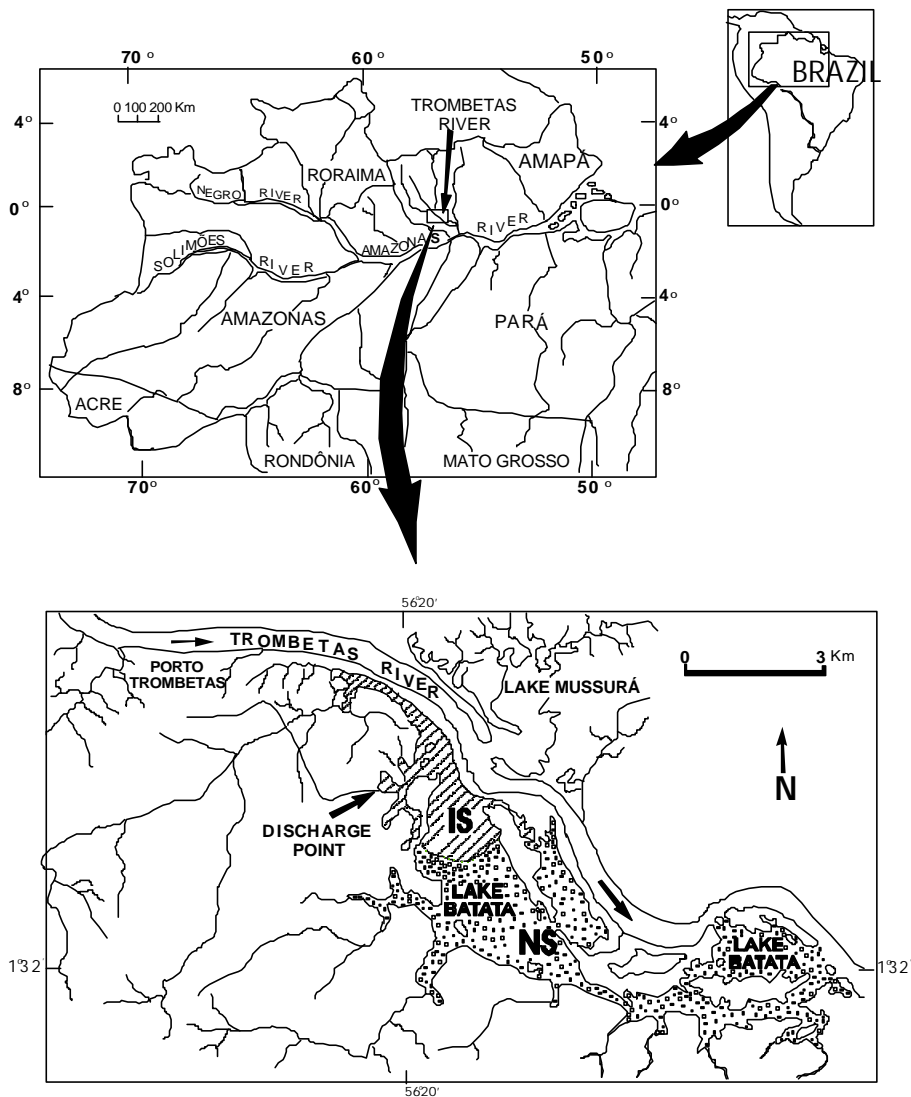 BRAZIL
70° 60° 50°
0 100 200 Km
TROMBETAS
RIVER
4° 4°
AMAPÁ
RORAIMA
NEGRO RIVER
0° 0°
AMAZONAS RIVER
SOLIMÕES RIVER
4° 4°
AMAZONAS
PARÁ
8° 8°
ACRE
RONDÔNIA
MATO GROSSO
70° 60° 50°
56°20'
TROMBETAS RIVER
0 3 Km
PORTO
TROMBETAS
LAKE MUSSURÁ
N
IS
DISCHARGE
POINT
LAKE
BATATA
NS
LAKE
BATATA
1°32' 1°32'
56°20'